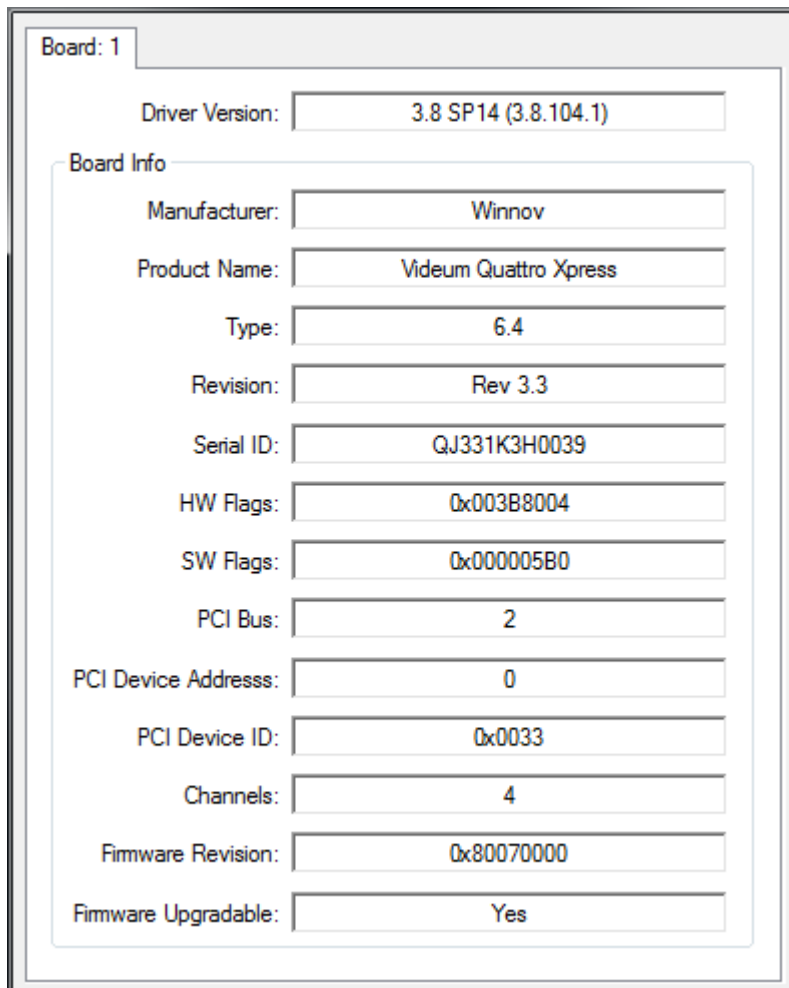 Board: 1
Driver Version: 3.8 SP14 (3.8.104.1)
Board Info
Manufacturer: Winnov
Product Name: Videum Quattro Xpress
Type: 6.4
Revision: Rev 3.3
Serial ID: QJ331K3H0039
HW Flags: 0x003B8004
SW Flags: 0x000005B0
PCI Bus: 2
PCI Device Addresss: 0
PCI Device ID: 0x0033
Channels: 4
Firmware Revision: 0x80070000
Firmware Upgradable: Yes